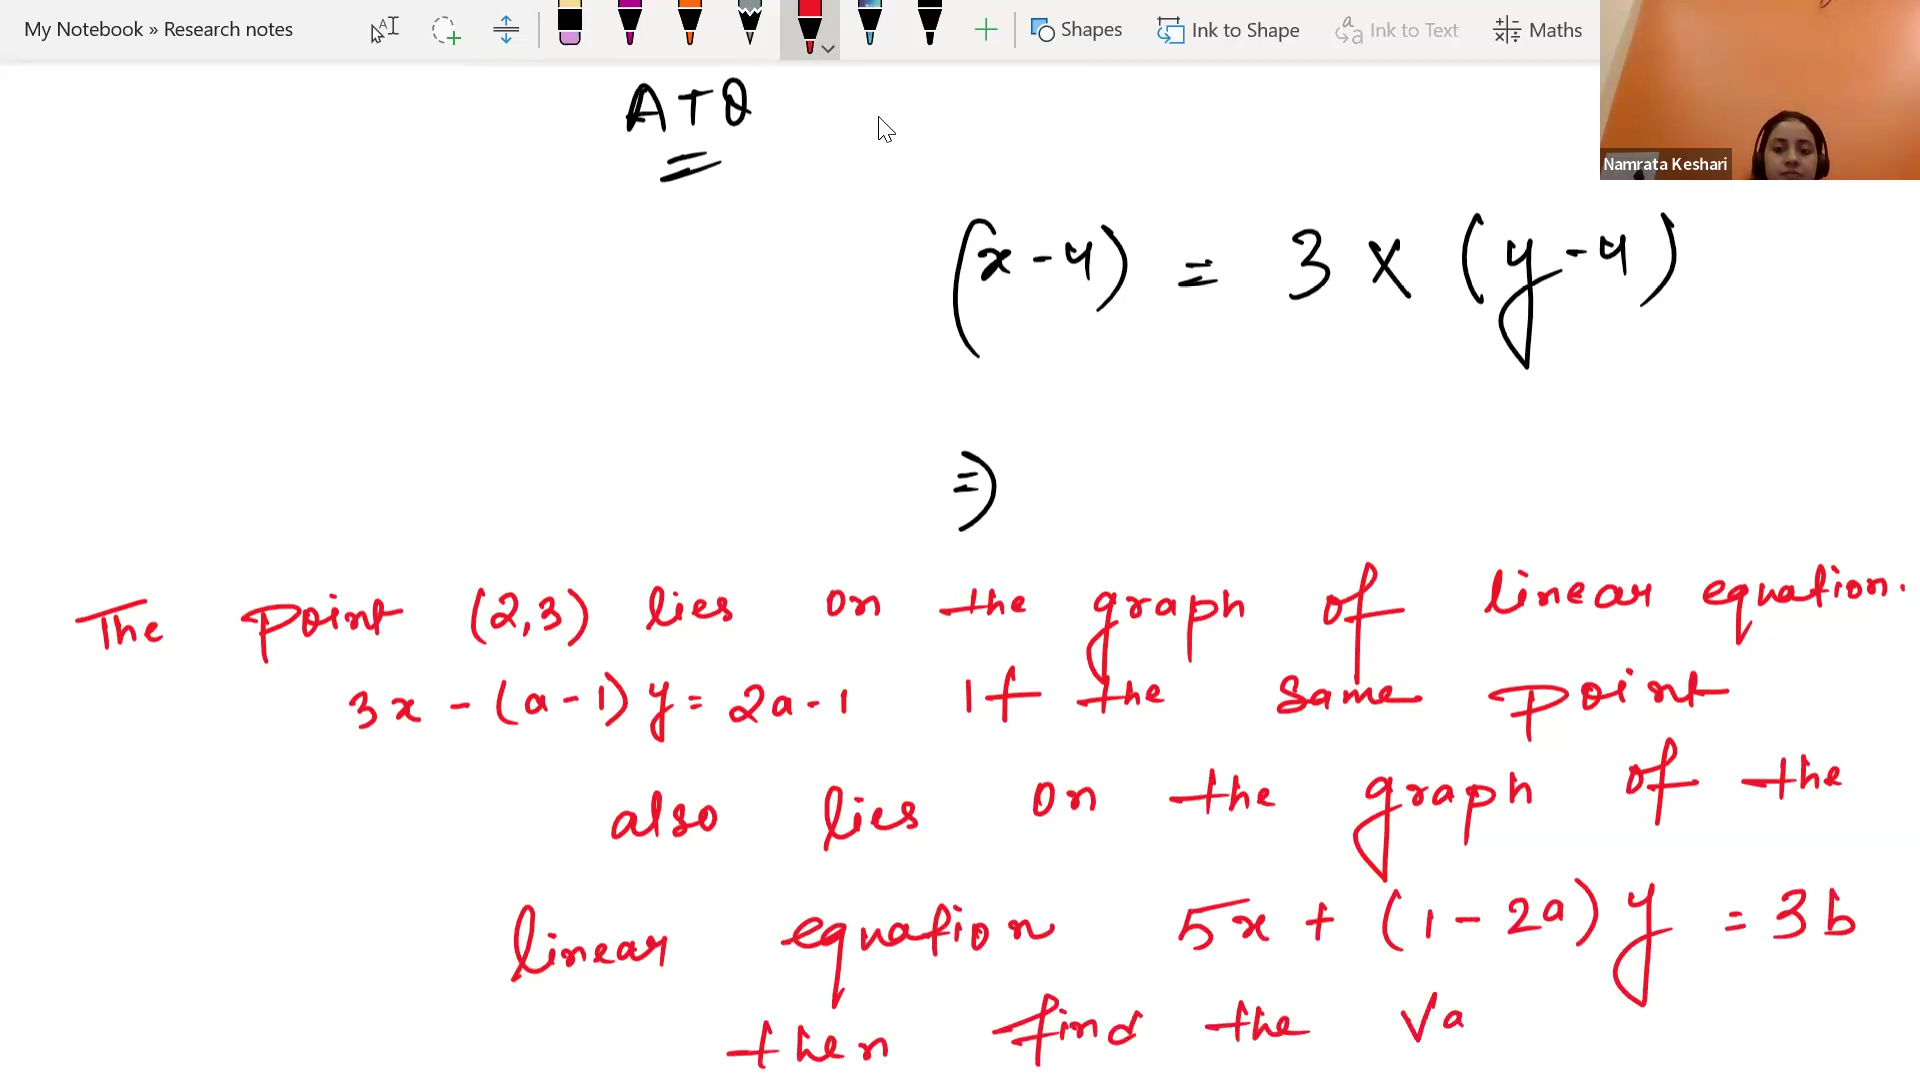 My Notebook » Research notes
Shapes
Ink to Shape
Ink to Text
Maths
Namrata Keshari
ATQ
(x-4) = 3 × (y-4)
⇒
The point (2,3) lies on the graph of linear equation.
3x - (a-1) y = 2a-1 If the same point
also lies on the graph of the
linear equation 5x + (1-2a) y = 3b
then find the va